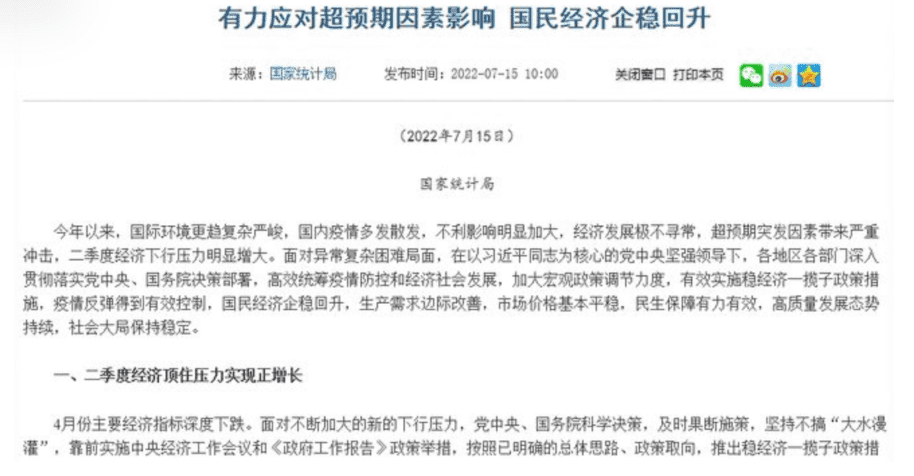 有力应对超预期因素影响 国民经济企稳回升
来源：国家统计局 发布时间：2022-07-15 10:00 关闭窗口 打印本页
（2022年7月15日）
国家统计局
今年以来，国际环境更趋复杂严峻，国内疫情多发散发，不利影响明显加大，经济发展极不寻常，超预期突发因素带来严重
冲击，二季度经济下行压力明显增大。面对异常复杂困难局面，在以习近平同志为核心的党中央坚强领导下，各地区各部门深入
贯彻落实党中央、国务院决策部署，高效统筹疫情防控和经济社会发展，加大宏观政策调节力度，有效实施稳经济一揽子政策措
施，疫情反弹得到有效控制，国民经济企稳回升，生产需求边际改善，市场价格基本平稳，民生保障有力有效，高质量发展态势
持续，社会大局保持稳定。
一、二季度经济顶住压力实现正增长
4月份主要经济指标深度下跌。面对不断加大的新的下行压力，党中央、国务院科学决策，及时果断施策，坚持不搞“大水漫
灌”，靠前实施中央经济工作会议和《政府工作报告》政策举措，按照已明确的总体思路、政策取向，推出稳经济一揽子政策措